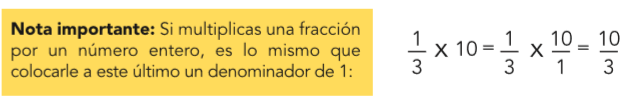 Nota importante: Si multiplicas una fracción
por un número entero, es lo mismo que
colocarle a este último un denominador de 1:
1/3 x 10 = 1/3 x 10/1 = 10/3